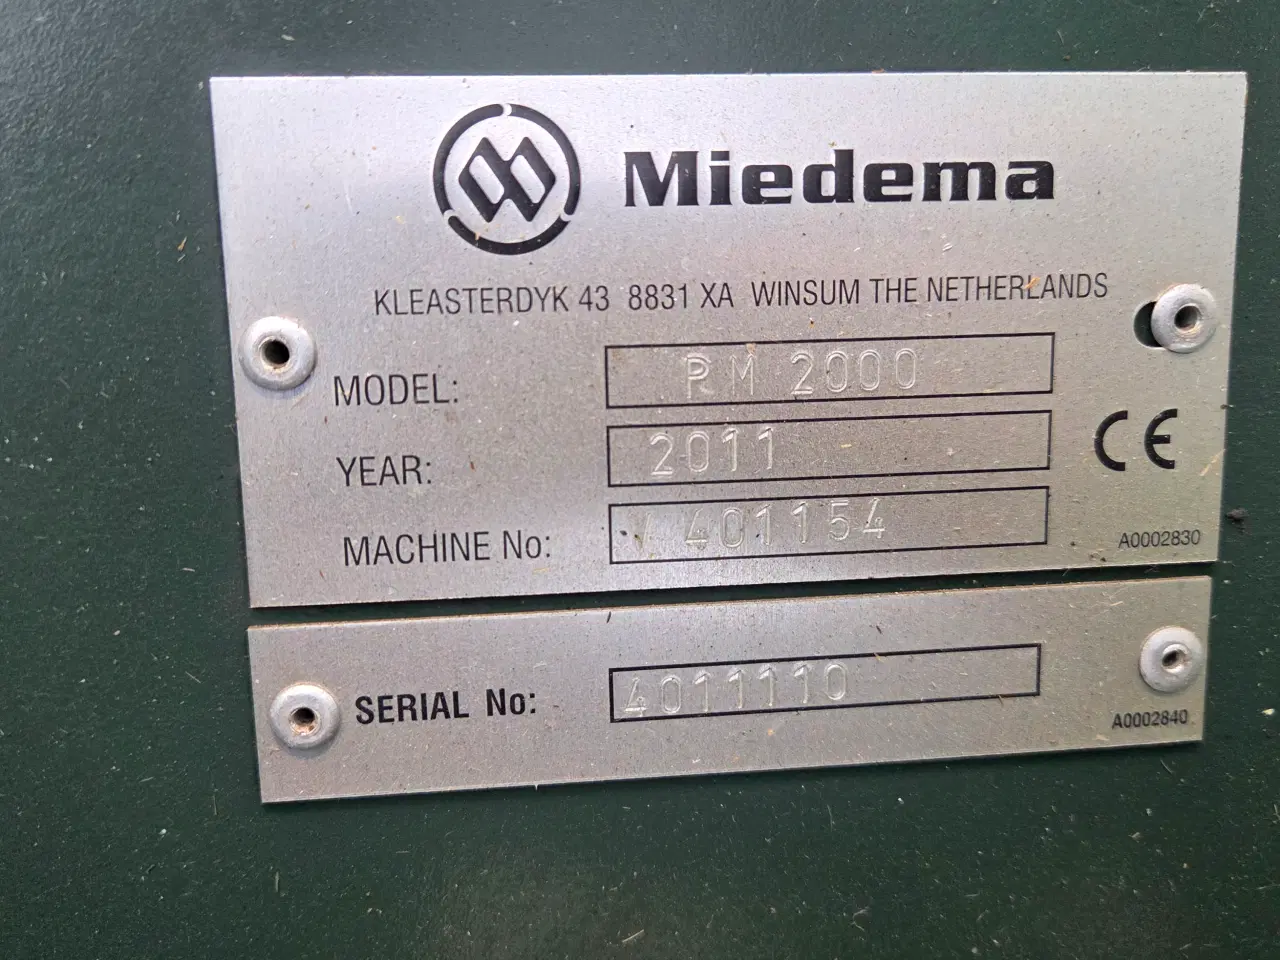 Miedema
KLEASTERDYK 43 8831 XA WINSUM THE NETHERLANDS
MODEL: RM 2000
YEAR: 2011
CE
MACHINE No: V 401154
A0002830
SERIAL No: 4011110
A0002840